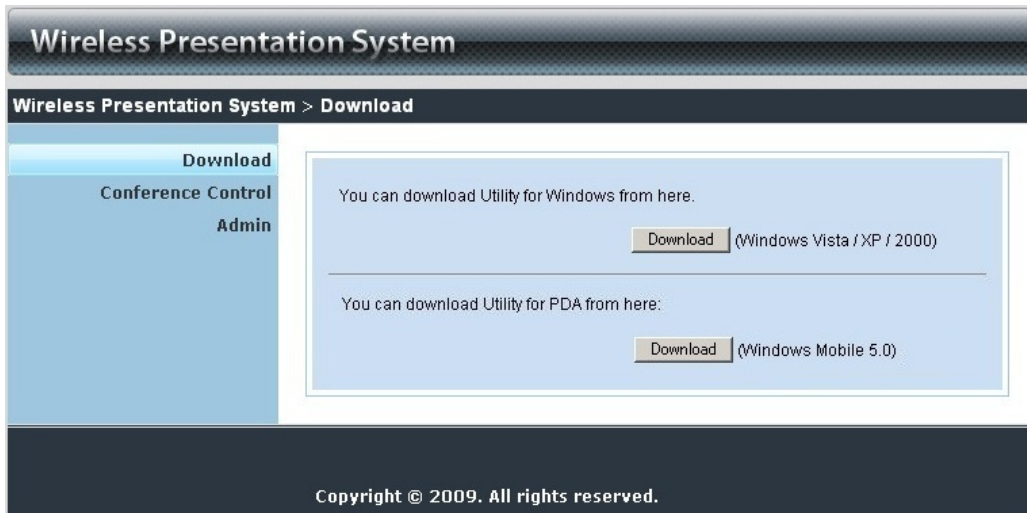 Wireless Presentation System
Wireless Presentation System > Download
Download
Conference Control
Admin
You can download Utility for Windows from here.
Download (Windows Vista / XP / 2000)
You can download Utility for PDA from here:
Download (Windows Mobile 5.0)
Copyright © 2009. All rights reserved.